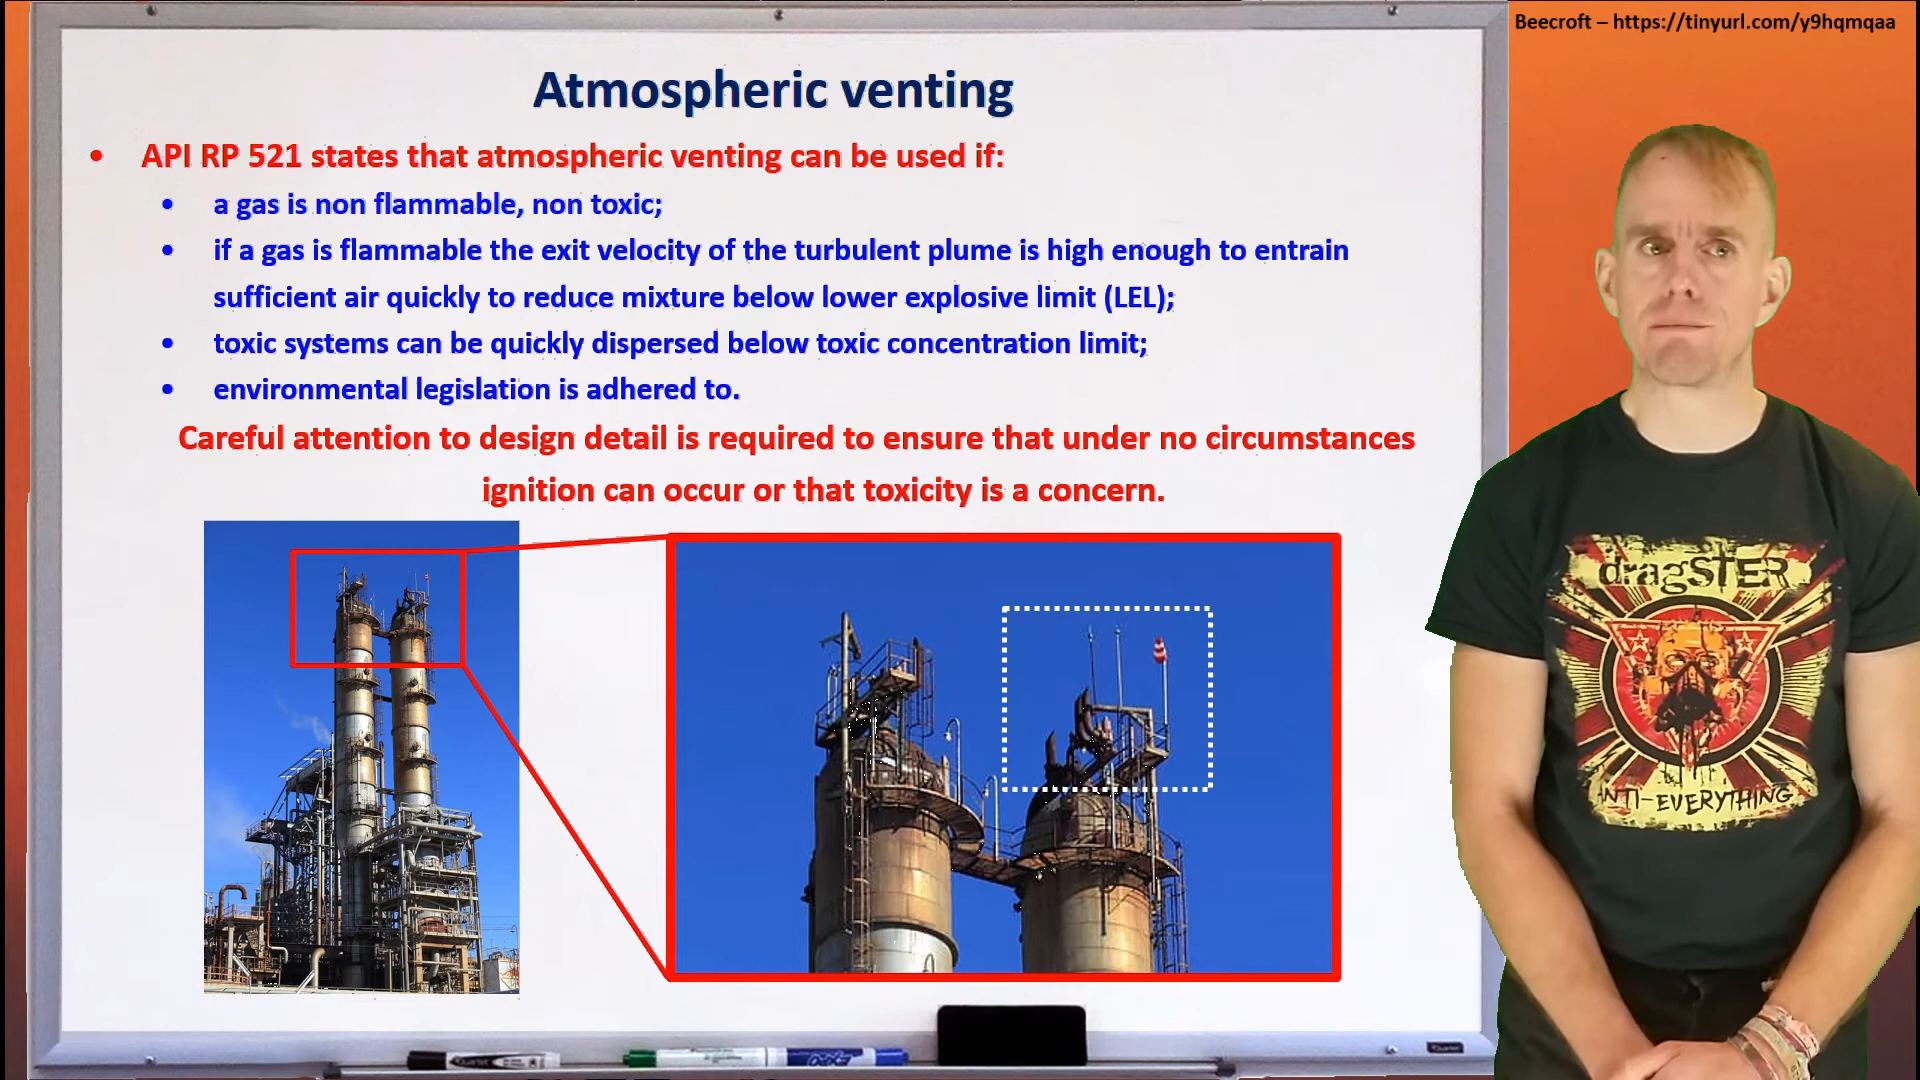 Beecroft – https://tinyurl.com/y9hqmqaa
Atmospheric venting
• API RP 521 states that atmospheric venting can be used if:
• a gas is non flammable, non toxic;
• if a gas is flammable the exit velocity of the turbulent plume is high enough to entrain
sufficient air quickly to reduce mixture below lower explosive limit (LEL);
• toxic systems can be quickly dispersed below toxic concentration limit;
• environmental legislation is adhered to.
Careful attention to design detail is required to ensure that under no circumstances
ignition can occur or that toxicity is a concern.
dragSTER
ANTI-EVERYTHING